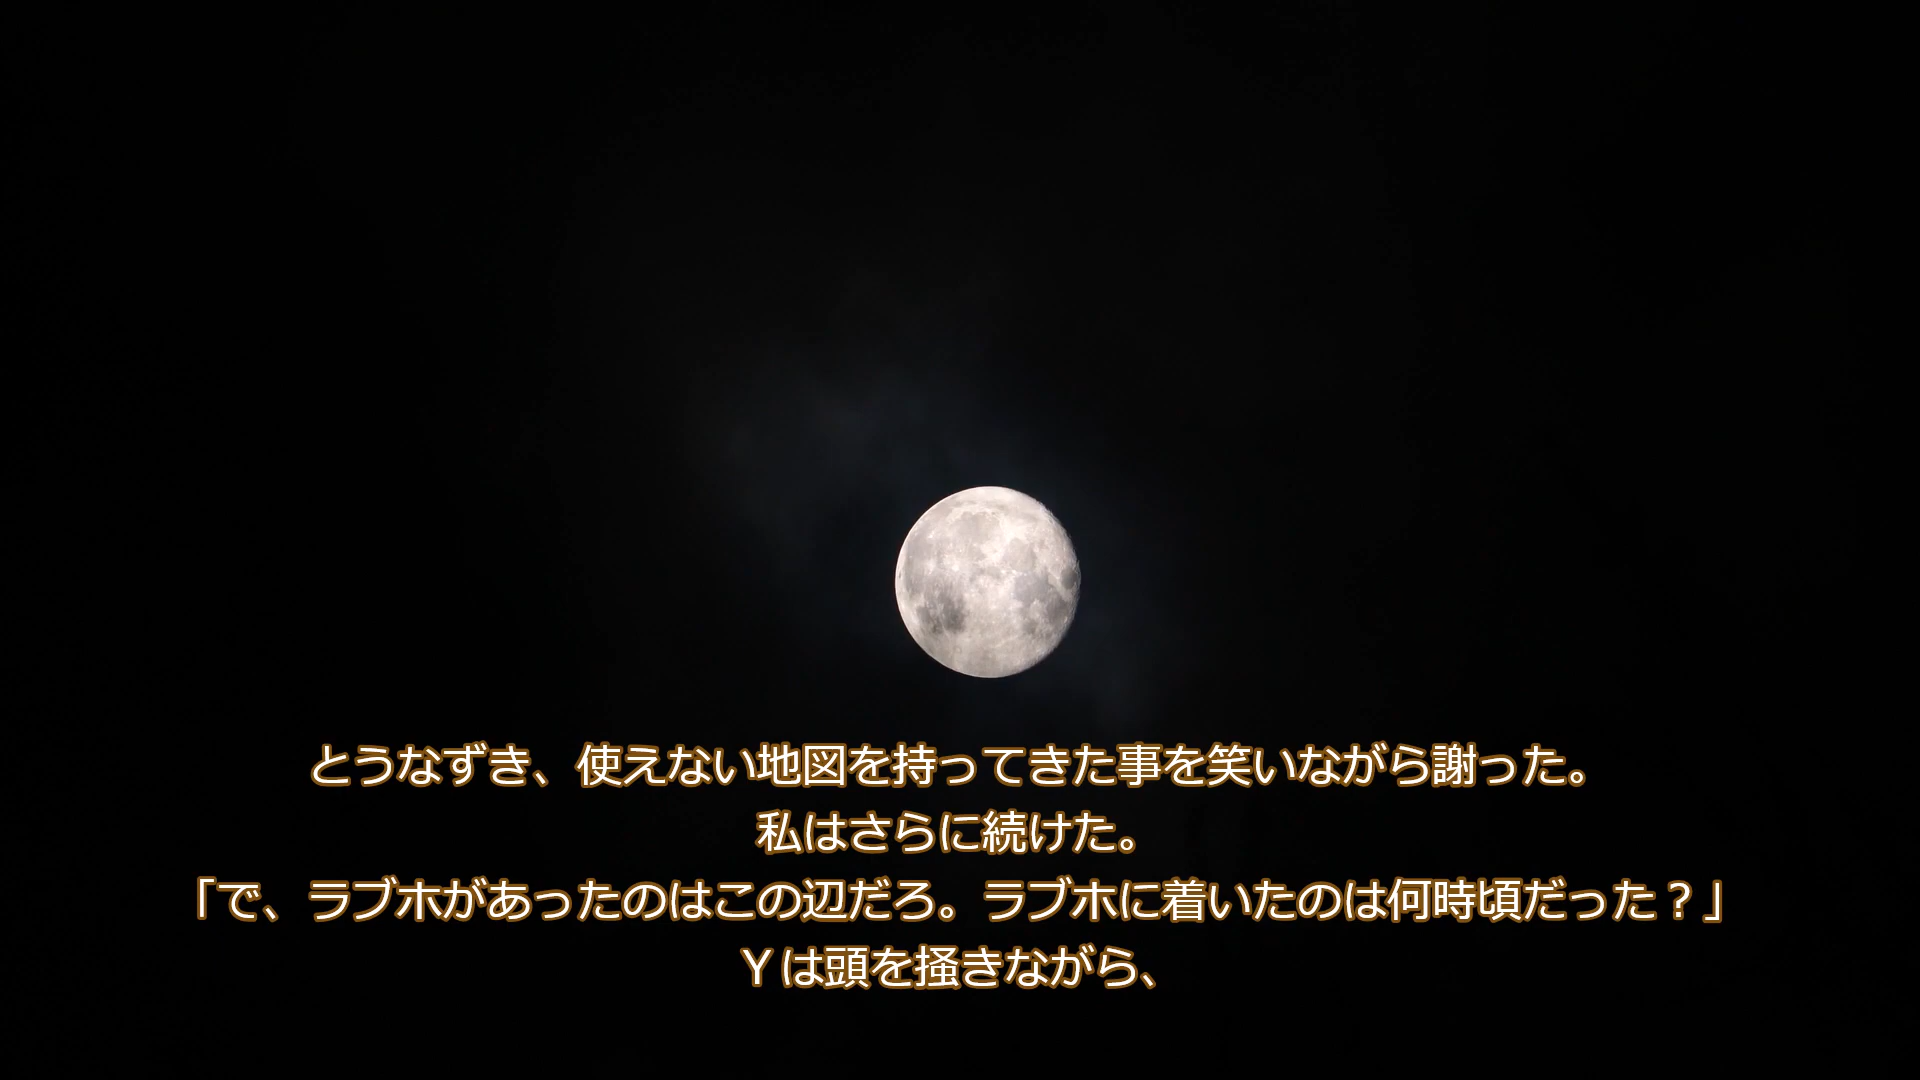 とうなずき、使えない地図を持ってきた事を笑いながら謝った。
私はさらに続けた。
「で、ラブホがあったのはこの辺だろ。ラブホに着いたのは何時頃だった？」
Ｙは頭を掻きながら、